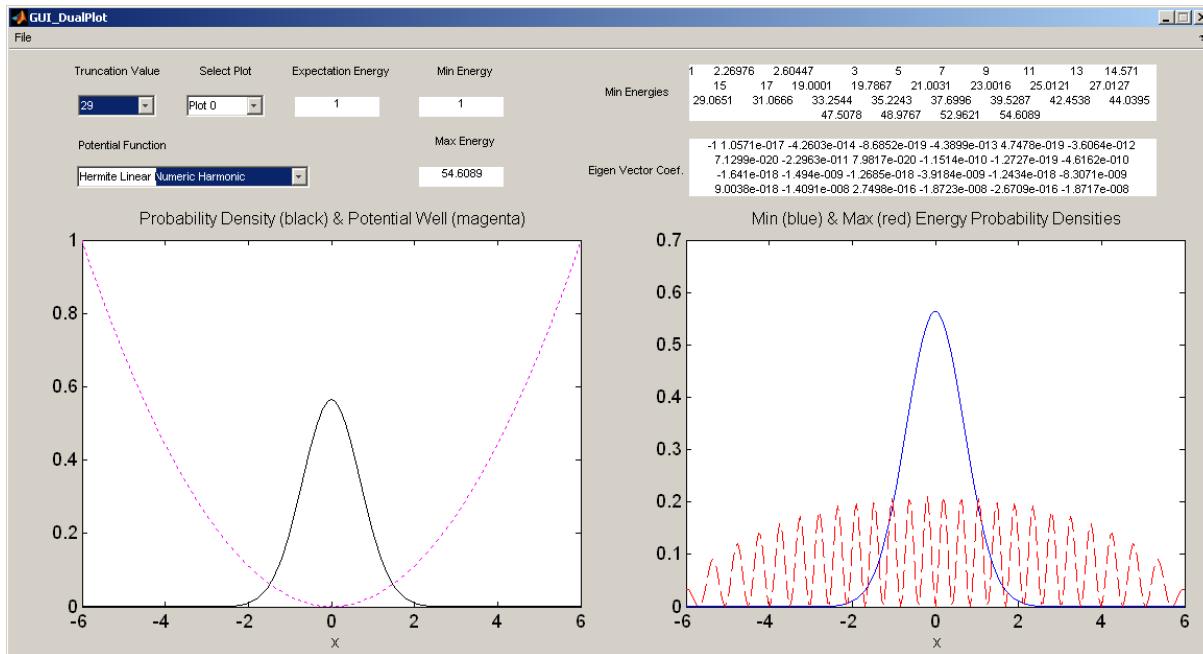 GUI_DualPlot
File
Truncation Value Select Plot Expectation Energy Min Energy
29 Plot 0 1 1
Potential Function Max Energy
Hermite Linear Numeric Harmonic 54.6089
Min Energies
1 2.26976 2.60447 3 5 7 9 11 13 14.571
15 17 19.0001 19.7867 21.0031 23.0016 25.0121 27.0127
29.0651 31.0666 33.2544 35.2243 37.6996 39.5287 42.4538 44.0395
47.5078 48.9767 52.9621 54.6089
Eigen Vector Coef.
-1 1.0571e-017 -4.2603e-014 -8.6852e-019 -4.3899e-013 4.7478e-019 -3.6064e-012
7.1299e-020 -2.2963e-011 7.9817e-020 -1.1514e-010 -1.2727e-019 -4.6162e-010
-1.641e-018 -1.494e-009 -1.2685e-018 -3.9184e-009 -1.2434e-018 -8.3071e-009
9.0038e-018 -1.4091e-008 2.7498e-016 -1.8723e-008 -2.6709e-016 -1.8717e-008
Probability Density (black) & Potential Well (magenta)
1
0.8
0.6
0.4
0.2
0
-6 -4 -2 0 2 4 6
x
Min (blue) & Max (red) Energy Probability Densities
0.7
0.6
0.5
0.4
0.3
0.2
0.1
0
-6 -4 -2 0 2 4 6
x